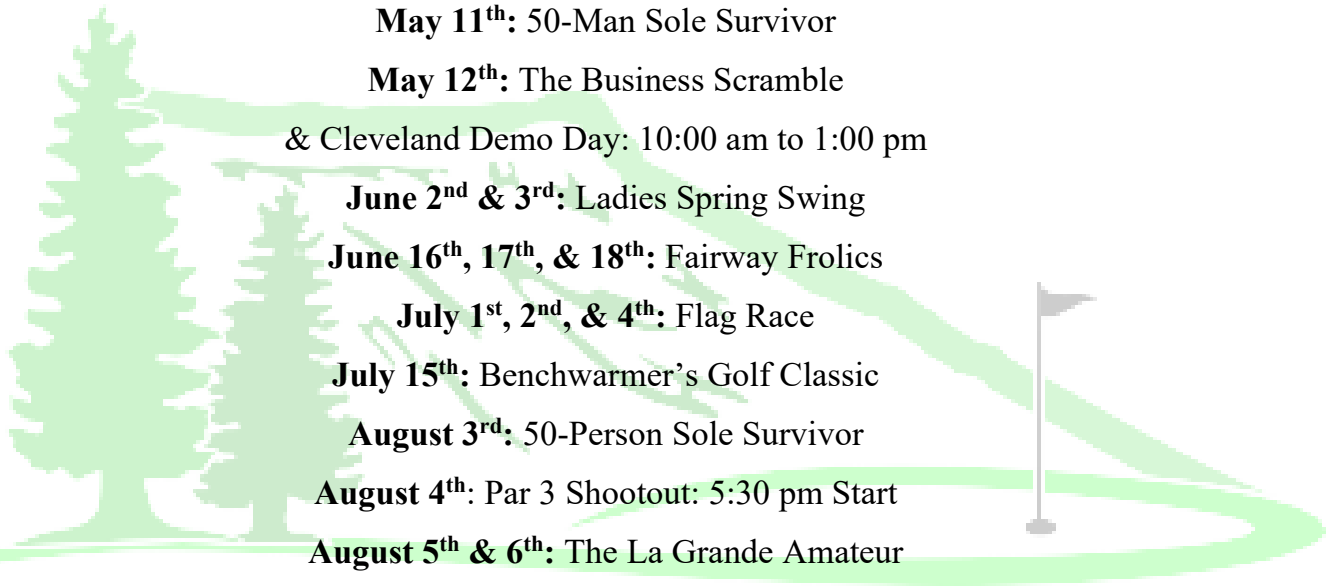 May 11th: 50-Man Sole Survivor
May 12th: The Business Scramble
& Cleveland Demo Day: 10:00 am to 1:00 pm
June 2nd & 3rd: Ladies Spring Swing
June 16th, 17th, & 18th: Fairway Frolics
July 1st, 2nd, & 4th: Flag Race
July 15th: Benchwarmer’s Golf Classic
August 3rd: 50-Person Sole Survivor
August 4th: Par 3 Shootout: 5:30 pm Start
August 5th & 6th: The La Grande Amateur